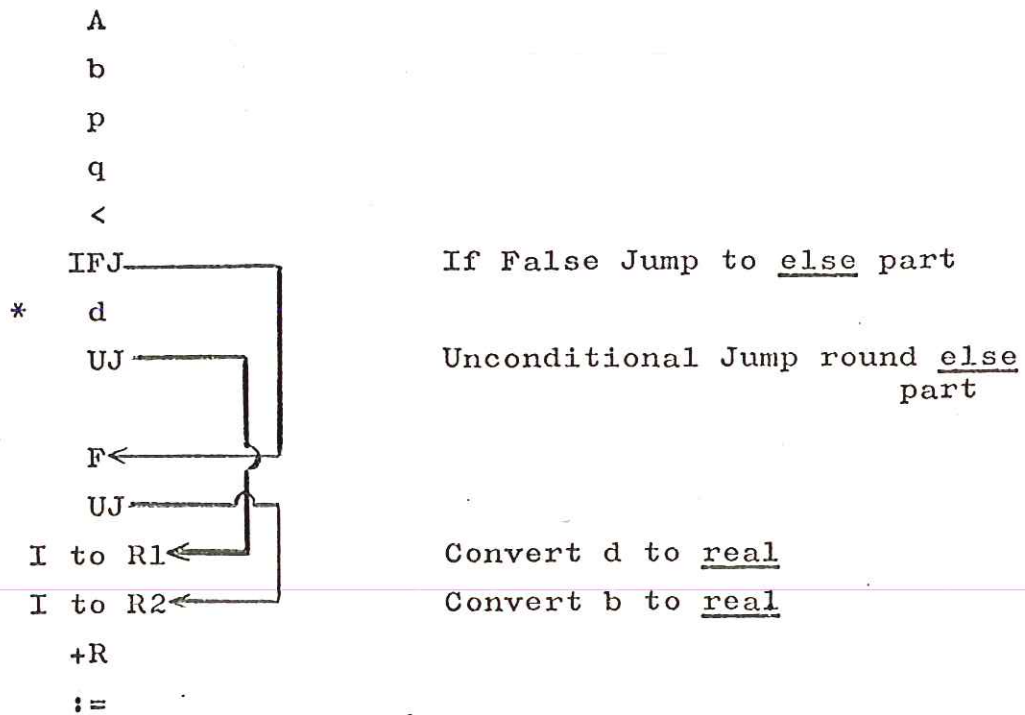 A
b
p
q
<
IFJ If False Jump to else part
* d
UJ Unconditional Jump round else
part
F
UJ
I to R1 Convert d to real
I to R2 Convert b to real
+R
:=